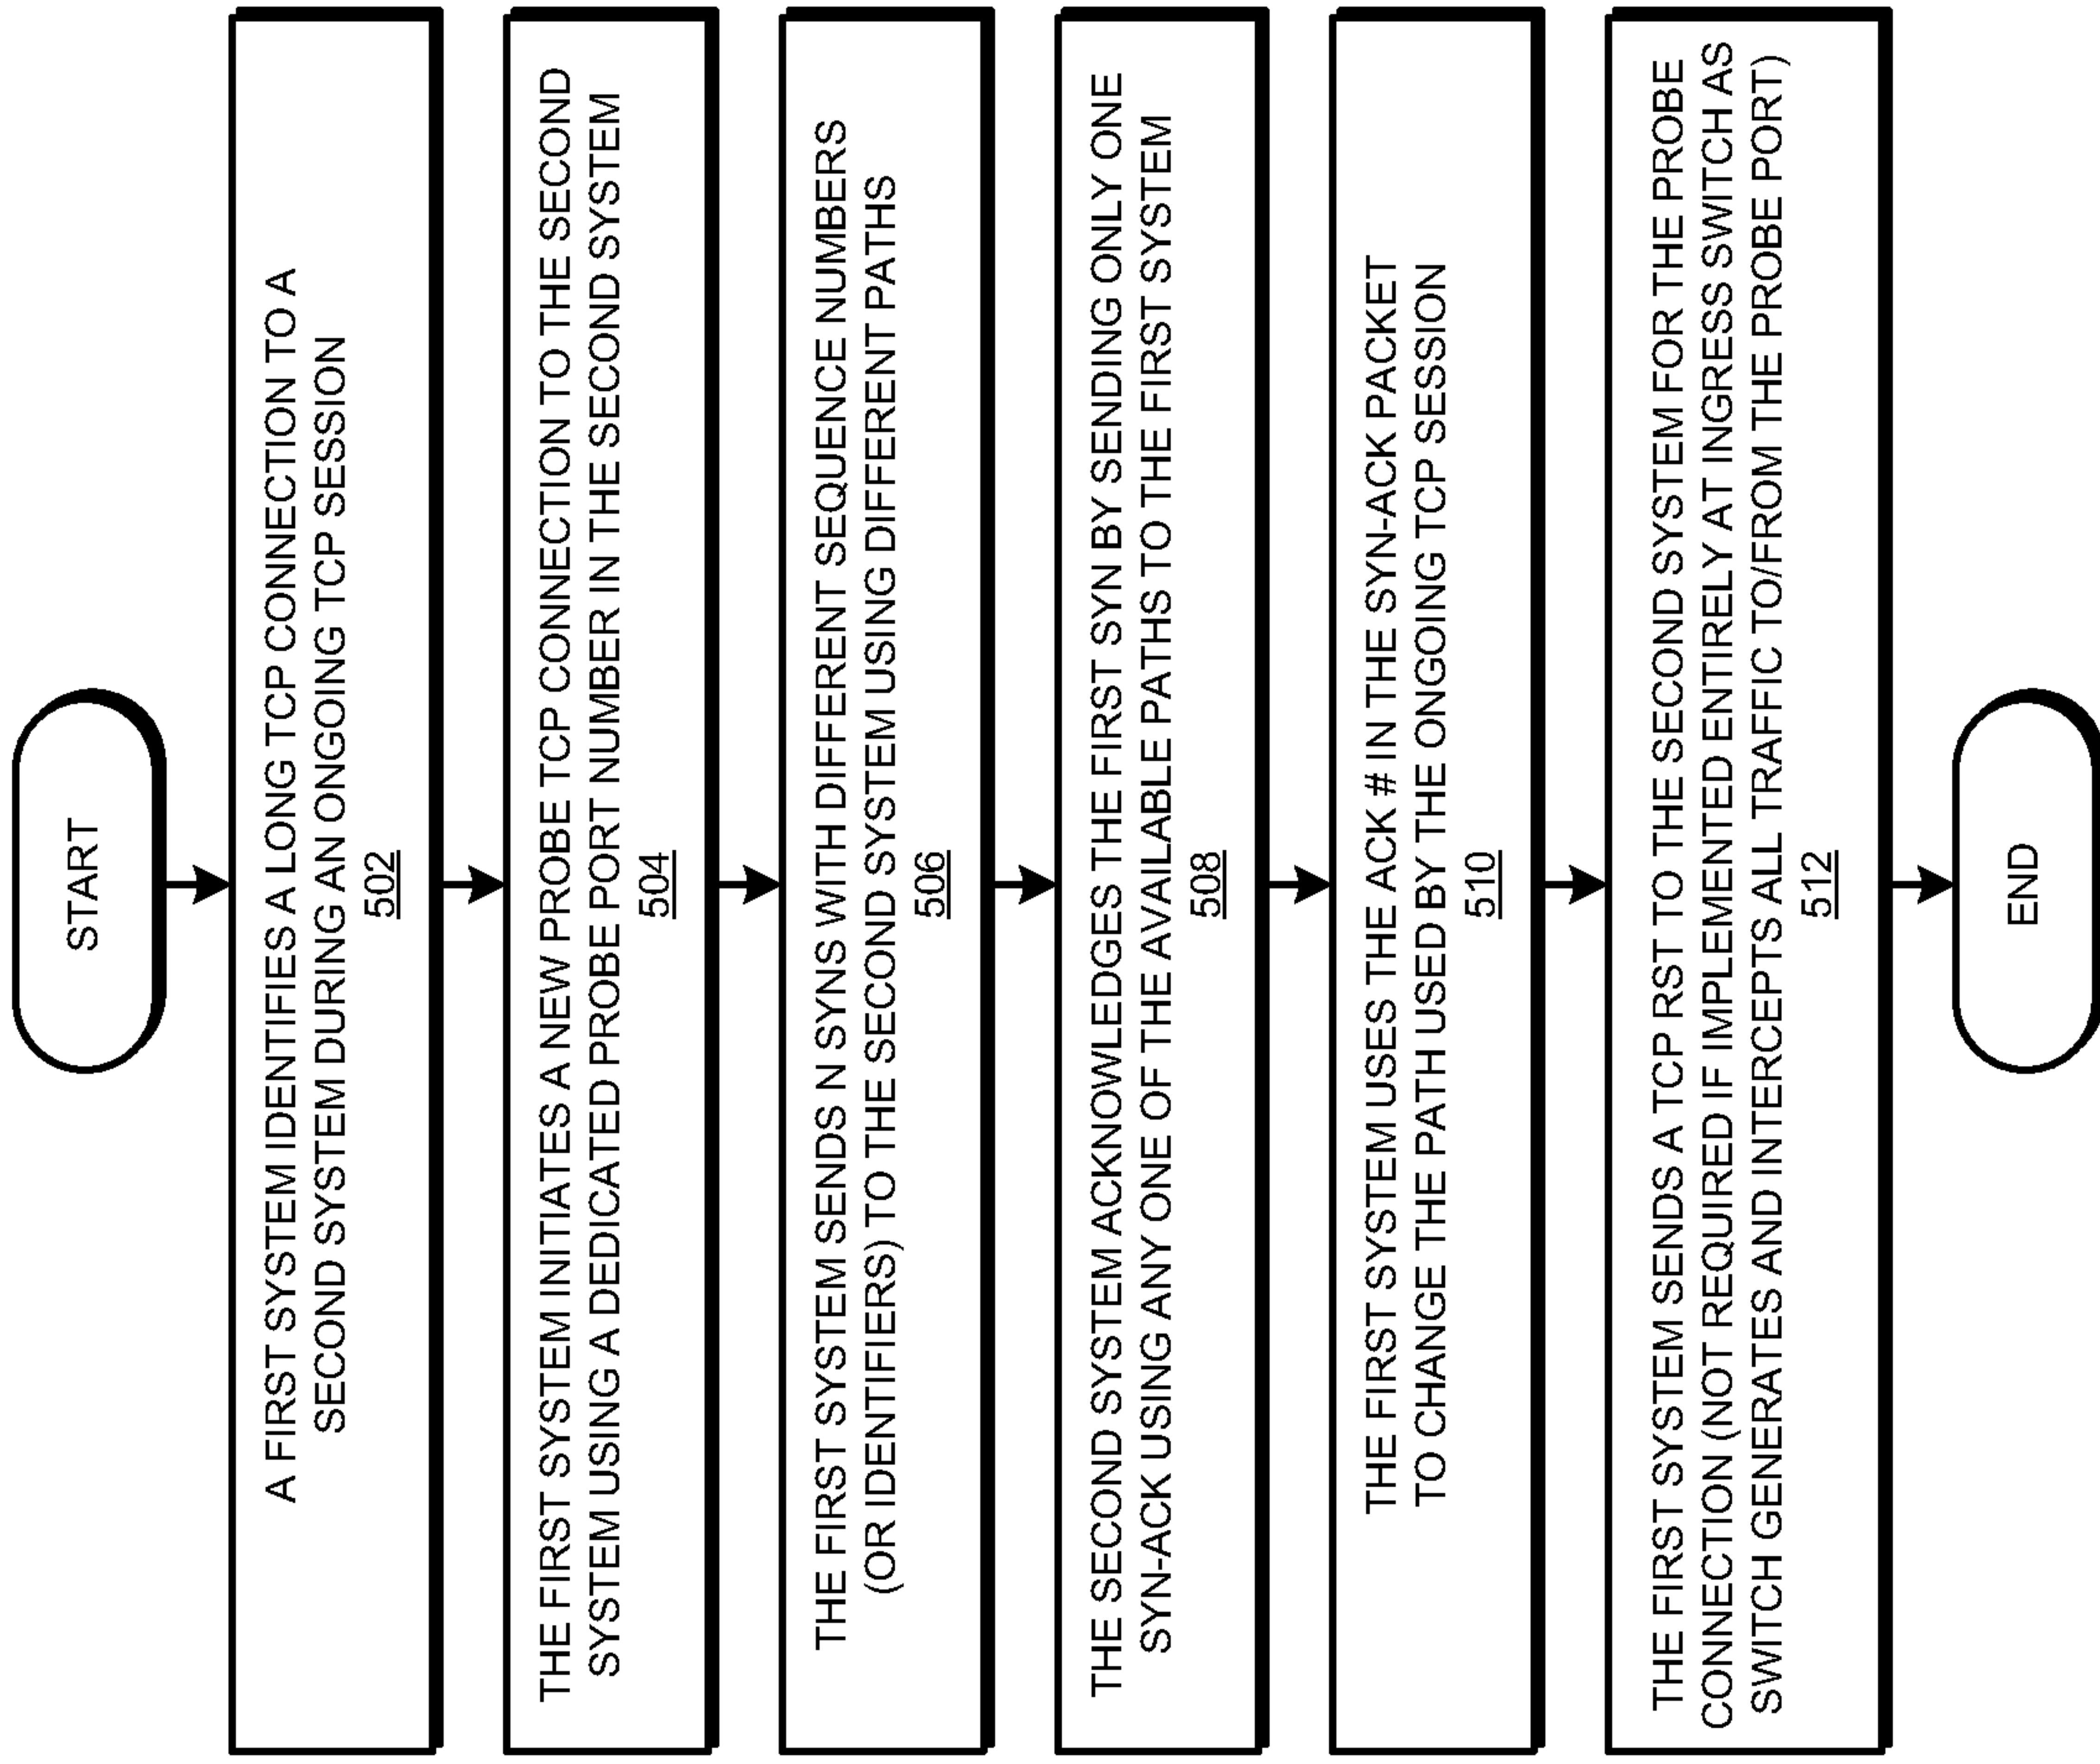 START
A FIRST SYSTEM IDENTIFIES A LONG TCP CONNECTION TO A
SECOND SYSTEM DURING AN ONGOING TCP SESSION
502
THE FIRST SYSTEM INITIATES A NEW PROBE TCP CONNECTION TO THE SECOND
SYSTEM USING A DEDICATED PROBE PORT NUMBER IN THE SECOND SYSTEM
504
THE FIRST SYSTEM SENDS N SYNS WITH DIFFERENT SEQUENCE NUMBERS
(OR IDENTIFIERS) TO THE SECOND SYSTEM USING DIFFERENT PATHS
506
THE SECOND SYSTEM ACKNOWLEDGES THE FIRST SYN BY SENDING ONLY ONE
SYN-ACK USING ANY ONE OF THE AVAILABLE PATHS TO THE FIRST SYSTEM
508
THE FIRST SYSTEM USES THE ACK # IN THE SYN-ACK PACKET
TO CHANGE THE PATH USED BY THE ONGOING TCP SESSION
510
THE FIRST SYSTEM SENDS A TCP RST TO THE SECOND SYSTEM FOR THE PROBE
CONNECTION (NOT REQUIRED IF IMPLEMENTED ENTIRELY AT INGRESS SWITCH AS
SWITCH GENERATES AND INTERCEPTS ALL TRAFFIC TO/FROM THE PROBE PORT)
512
END